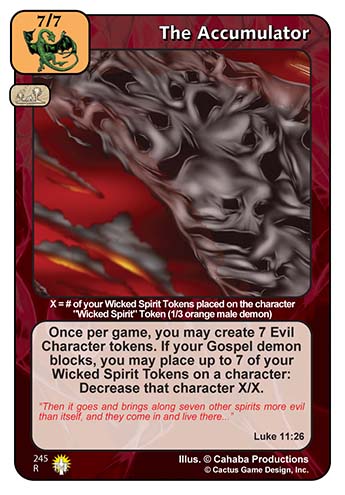 7/7
The Accumulator
X = # of your Wicked Spirit Tokens placed on the character
"Wicked Spirit" Token (1/3 orange male demon)
Once per game, you may create 7 Evil
Character tokens. If your Gospel demon
blocks, you may place up to 7 of your
Wicked Spirit Tokens on a character:
Decrease that character X/X.
"Then it goes and brings along seven other spirits more evil
than itself, and they come in and live there..."
Luke 11:26
245
R
Illus. © Cahaba Productions
© Cactus Game Design, Inc.